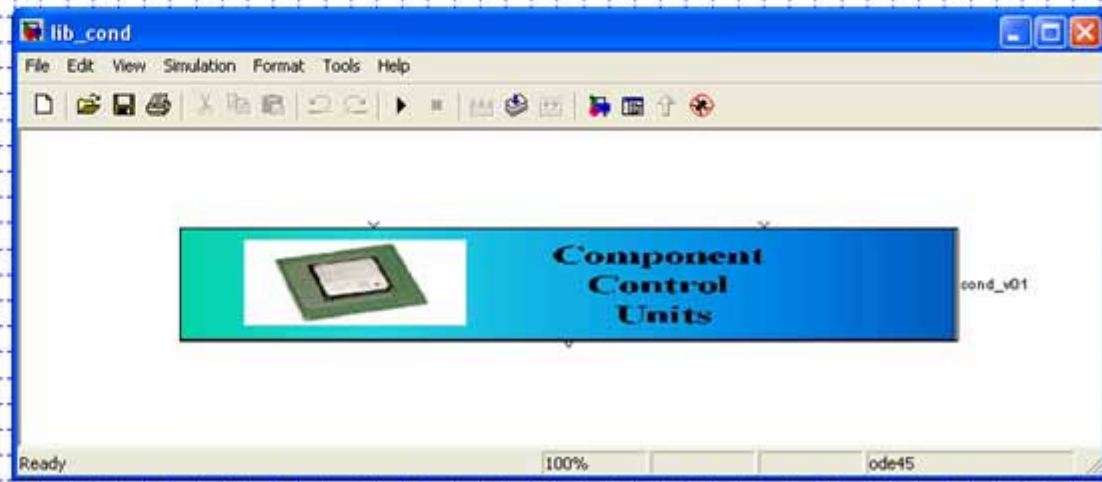 lib_cond
File Edit View Simulation Format Tools Help
Component
Control
Units
cond_v01
Ready 100% ode45